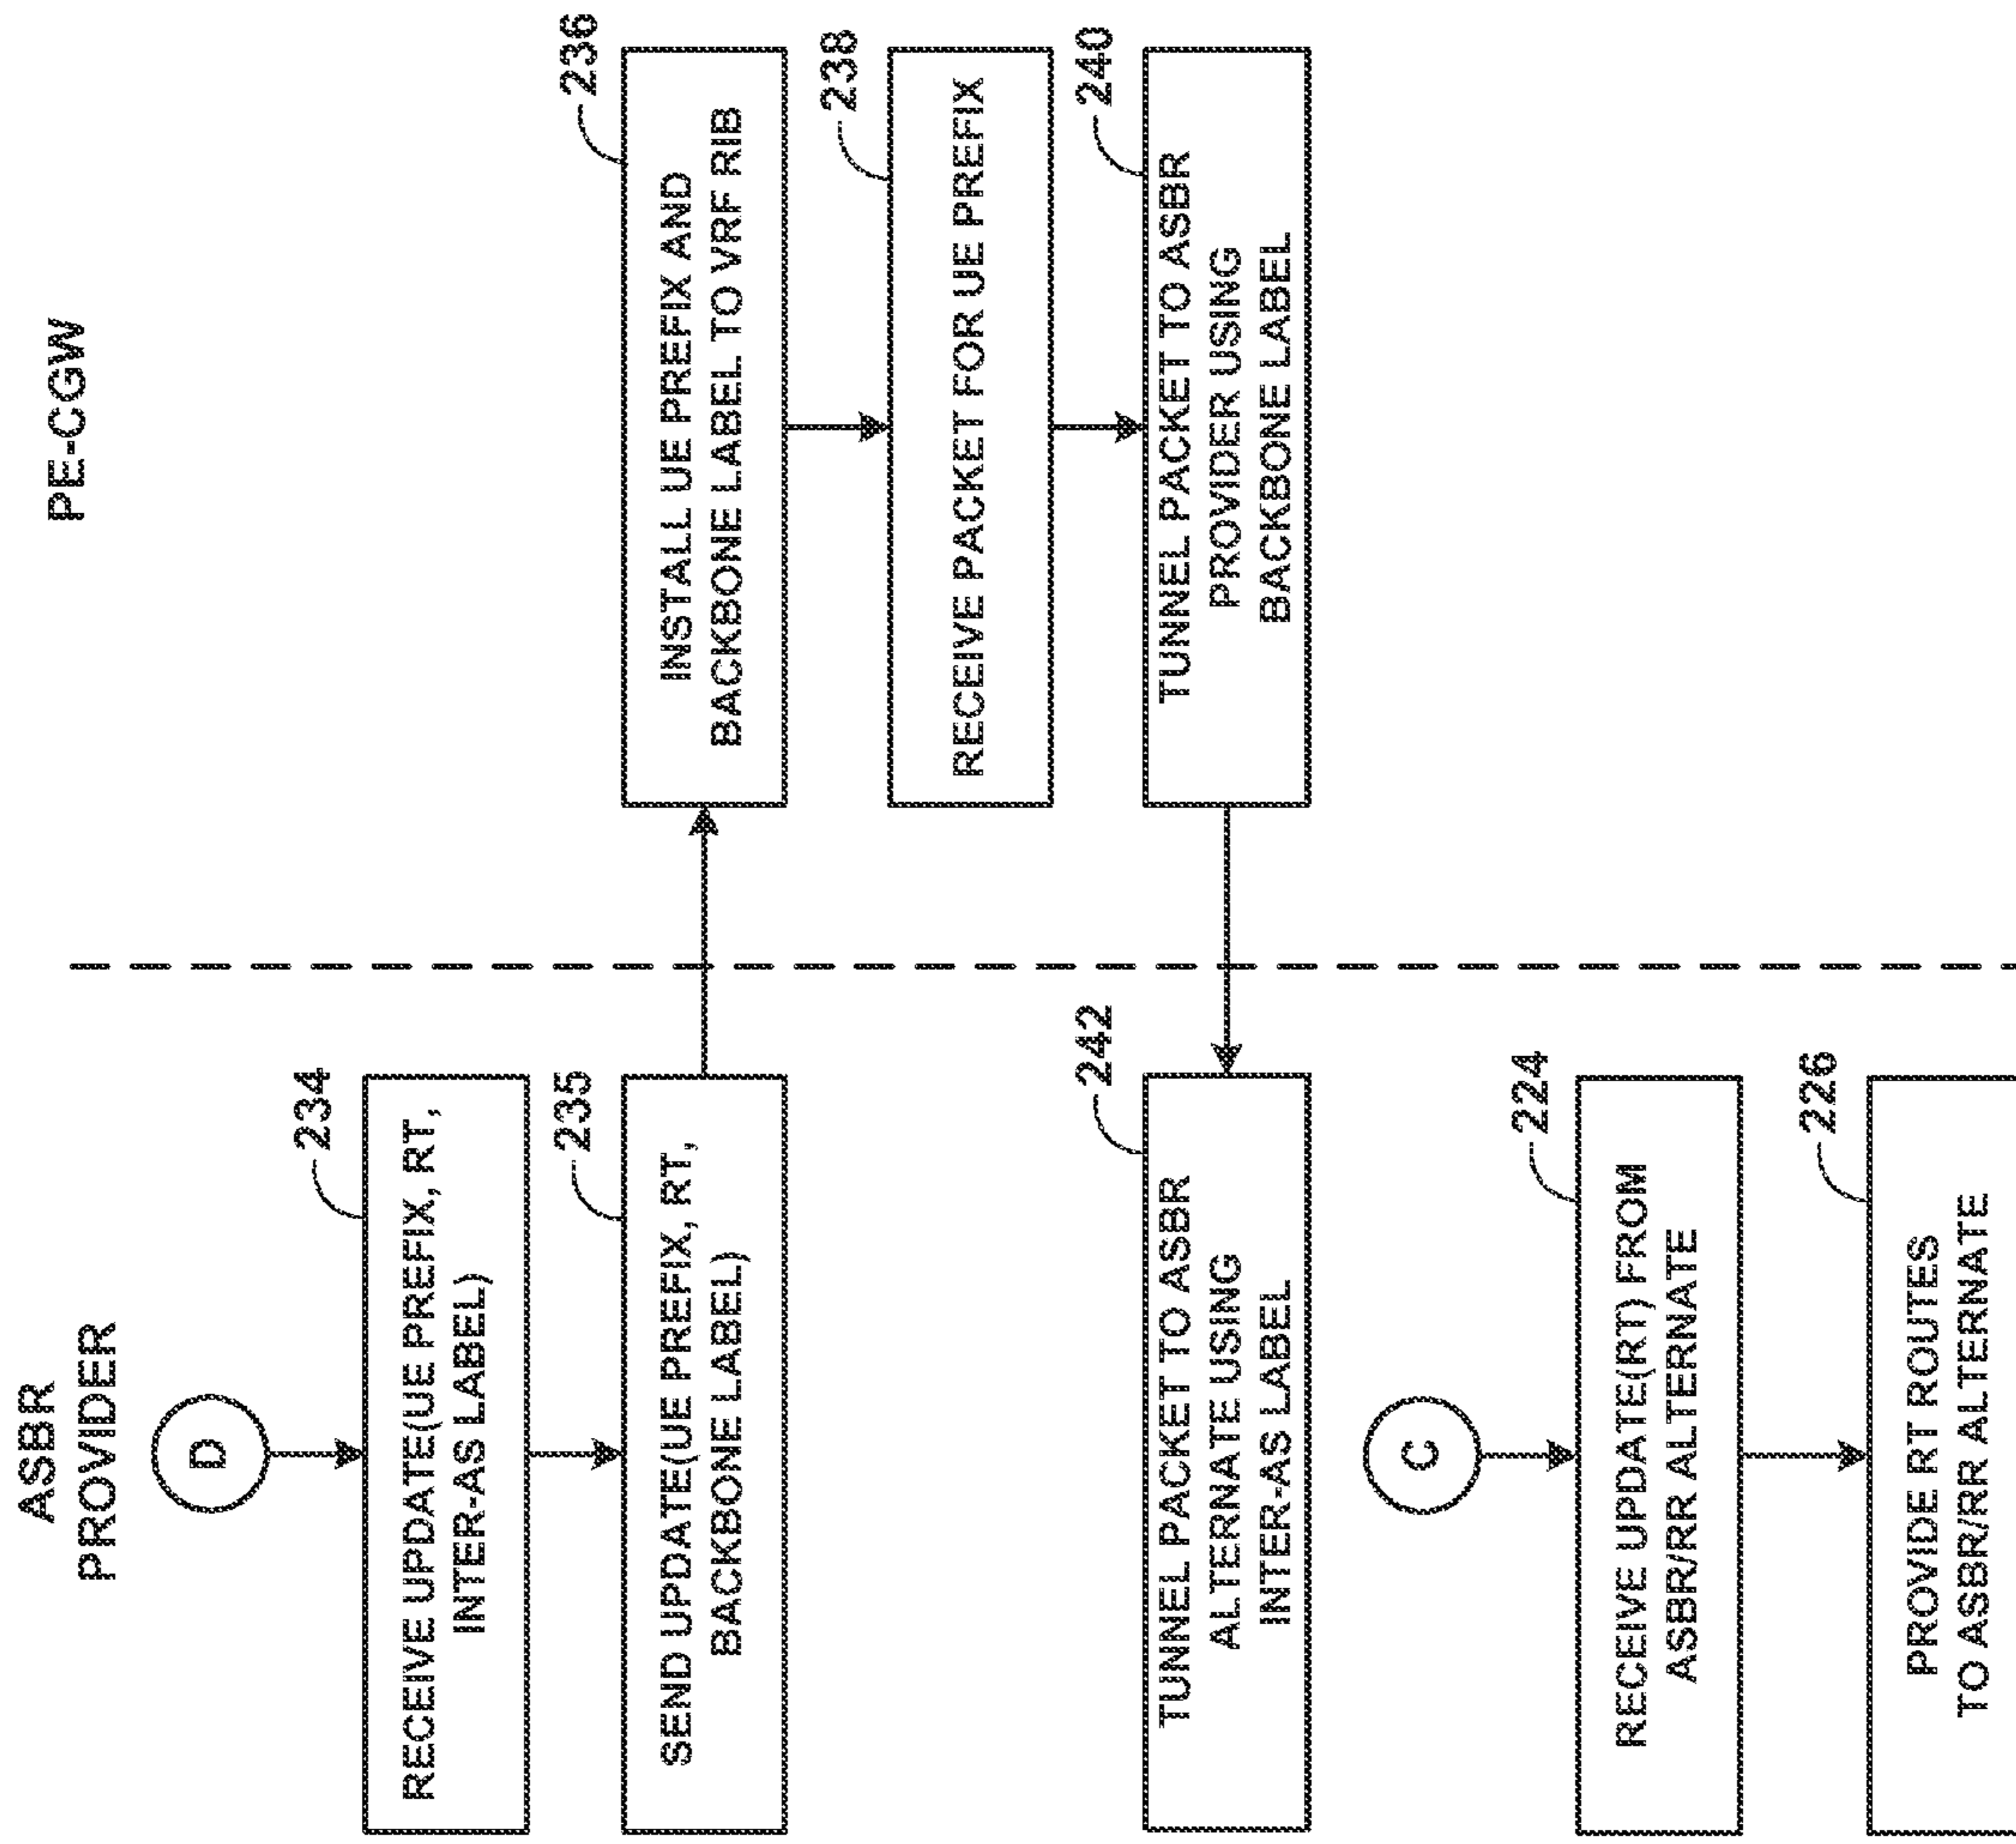 ASBR
PROVIDER
D
234
RECEIVE UPDATE(UE PREFIX, RT,
INTER-AS LABEL)
235
SEND UPDATE(UE PREFIX, RT,
BACKBONE LABEL)
242
TUNNEL PACKET TO ASBR
ALTERNATE USING
INTER-AS LABEL
C
224
RECEIVE UPDATE(RT) FROM
ASBR/RR ALTERNATE
226
PROVIDE RT ROUTES
TO ASBR/RR ALTERNATE
PE-CGW
236
INSTALL UE PREFIX AND
BACKBONE LABEL TO VRF RIB
238
RECEIVE PACKET FOR UE PREFIX
240
TUNNEL PACKET TO ASBR
PROVIDER USING
BACKBONE LABEL